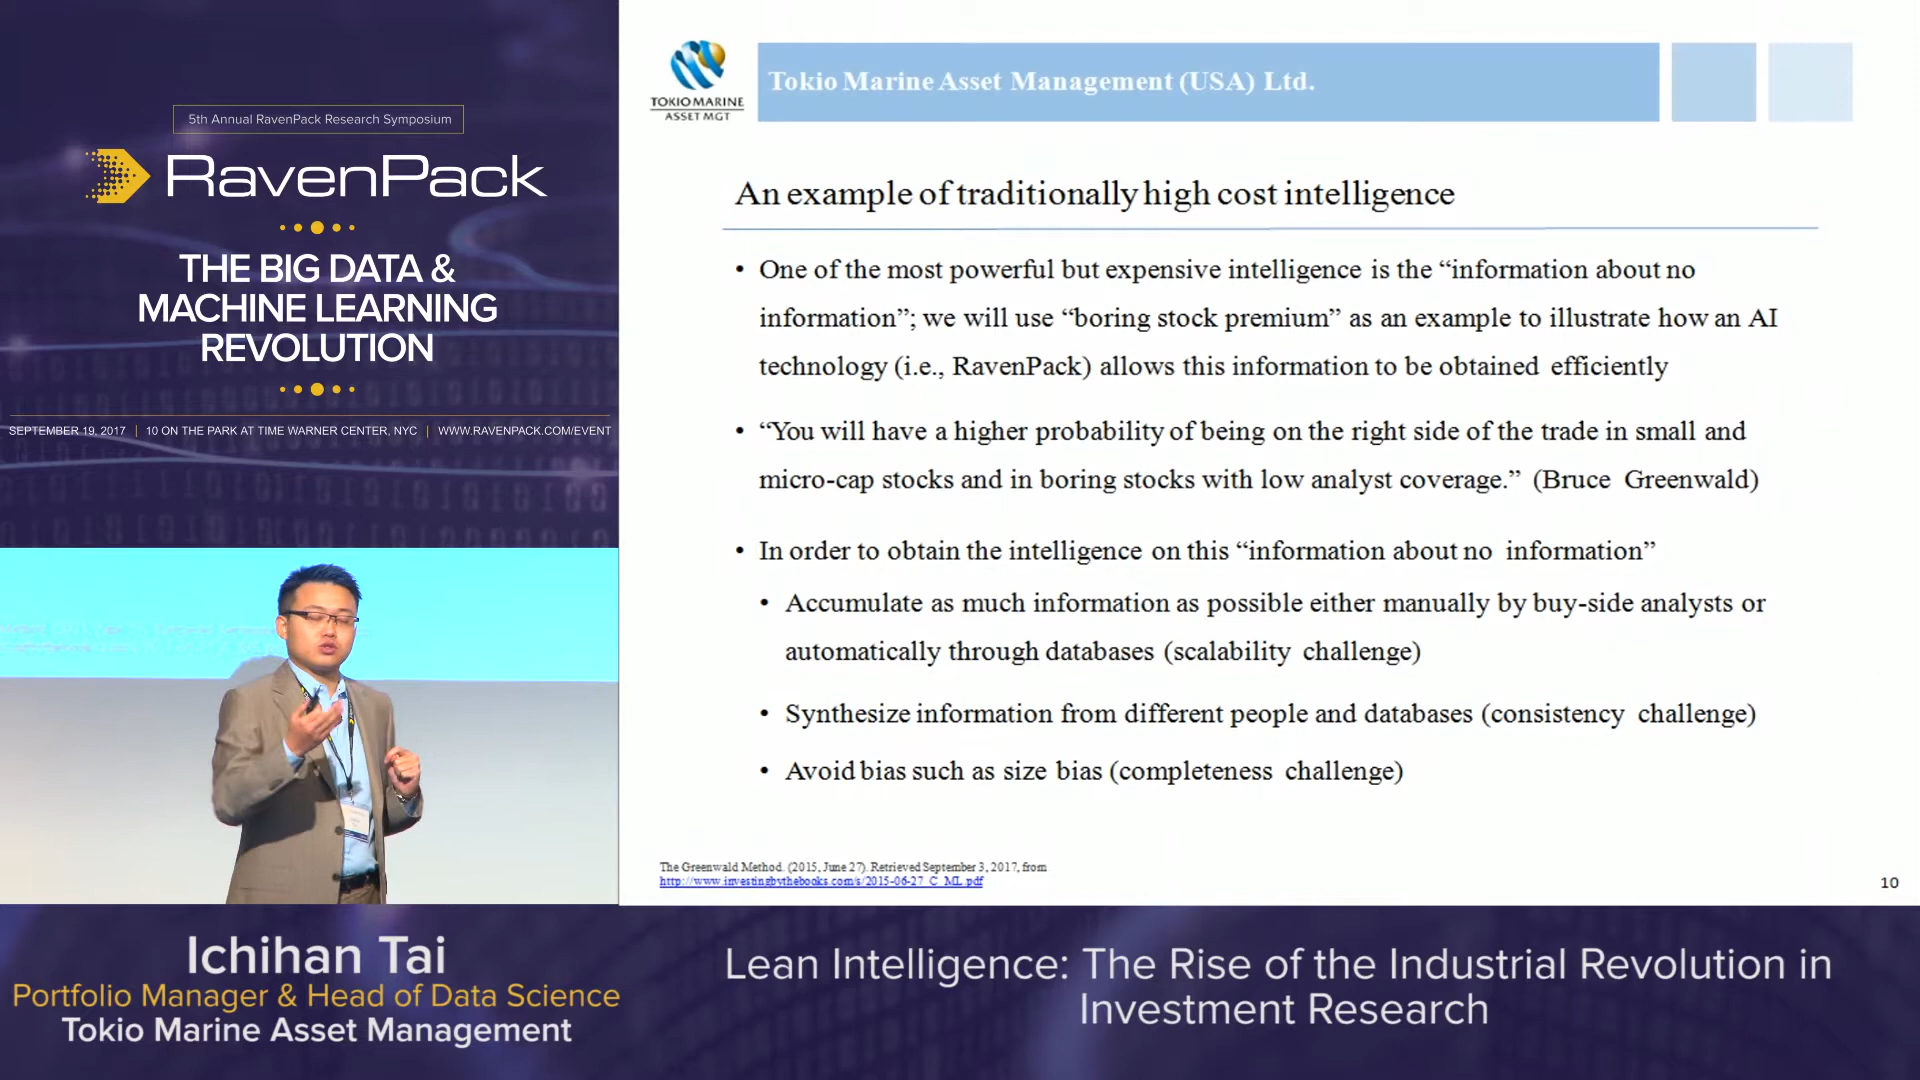 5th Annual RavenPack Research Symposium
RavenPack
THE BIG DATA &
MACHINE LEARNING
REVOLUTION
SEPTEMBER 19, 2017 | 10 ON THE PARK AT TIME WARNER CENTER, NYC | WWW.RAVENPACK.COM/EVENT
TOKIO MARINE
ASSET MGT
Tokio Marine Asset Management (USA) Ltd.
An example of traditionally high cost intelligence
• One of the most powerful but expensive intelligence is the “information about no
information”; we will use “boring stock premium” as an example to illustrate how an AI
technology (i.e., RavenPack) allows this information to be obtained efficiently
• “You will have a higher probability of being on the right side of the trade in small and
micro-cap stocks and in boring stocks with low analyst coverage.” (Bruce Greenwald)
• In order to obtain the intelligence on this “information about no information”
• Accumulate as much information as possible either manually by buy-side analysts or
automatically through databases (scalability challenge)
• Synthesize information from different people and databases (consistency challenge)
• Avoid bias such as size bias (completeness challenge)
The Greenwald Method. (2015, June 27). Retrieved September 3, 2017, from
http://www.investingbythebooks.com/s/2015-06-27_C_ML.pdf
10
Ichihan Tai
Portfolio Manager & Head of Data Science
Tokio Marine Asset Management
Lean Intelligence: The Rise of the Industrial Revolution in
Investment Research